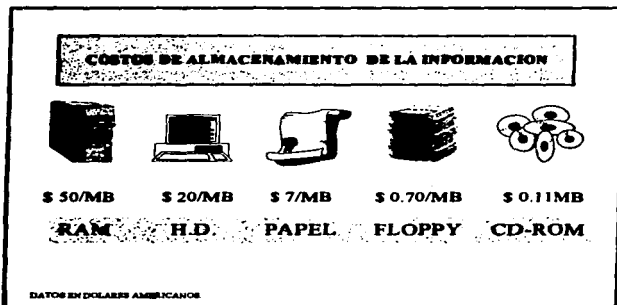 COSTOS DE ALMACENAMIENTO DE LA INFORMACION
$ 50/MB $ 20/MB $ 7/MB $ 0.70/MB $ 0.11MB
RAM H.D. PAPEL FLOPPY CD-ROM
DATOS EN DOLARES AMERICANOS